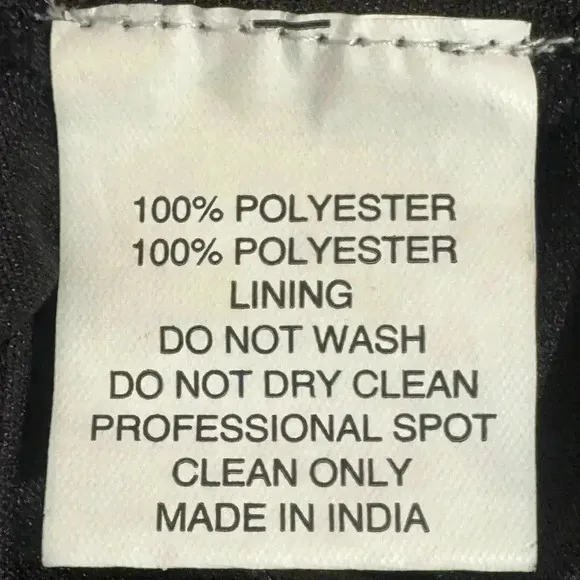 100% POLYESTER
100% POLYESTER
LINING
DO NOT WASH
DO NOT DRY CLEAN
PROFESSIONAL SPOT
CLEAN ONLY
MADE IN INDIA